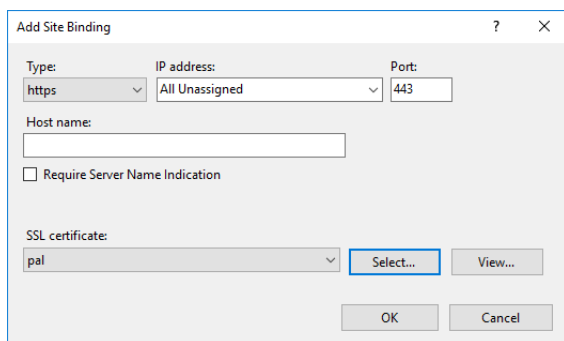 Add Site Binding ?
Type: IP address: Port:
https All Unassigned 443
Host name:
Require Server Name Indication
SSL certificate:
pal Select... View...
OK Cancel